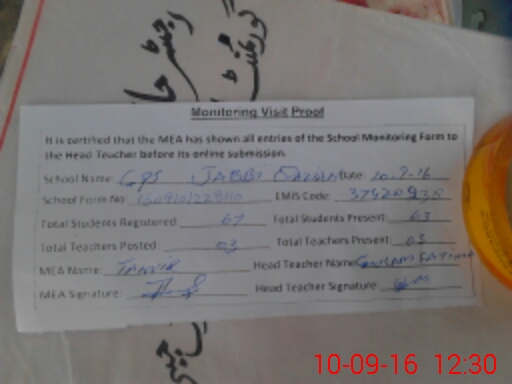 رجسٹر
گورنمنٹ
Monitoring Visit Proof
It is certified that the MEA has shown all entries of the School Monitoring Form to
the Head Teacher before its online submission.
School Name: GPS JABBI Date: 10-9-16
School Form No: EMIS Code:
Total Students Registered: 67 Total Students Present: 63
Total Teachers Posted: 03 Total Teachers Present: 03
MEA Name: TANVIR Head Teacher Name:
MEA Signature: Head Teacher Signature:
10-09-16 12:30